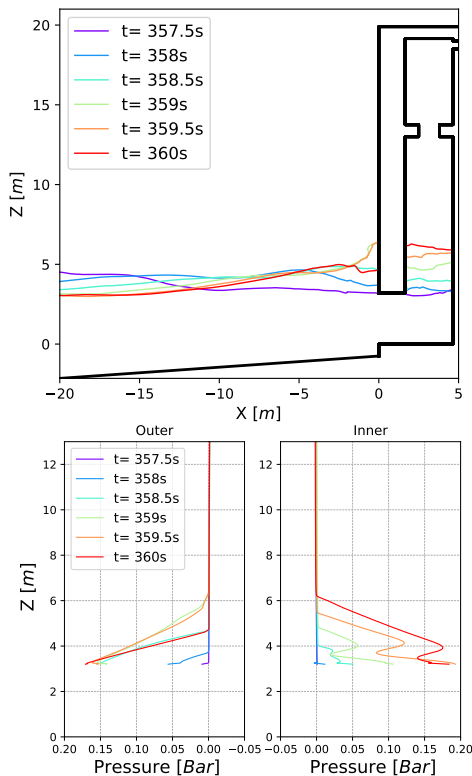 20
15
10
5
0
Z [m]
t= 357.5s
t= 358s
t= 358.5s
t= 359s
t= 359.5s
t= 360s
−20 −15 −10 −5 0 5
X [m]
Outer
Inner
12
10
8
6
4
2
0
Z [m]
t= 357.5s
t= 358s
t= 358.5s
t= 359s
t= 359.5s
t= 360s
0.20 0.15 0.10 0.05 0.00 −0.05
Pressure [Bar]
12
10
8
6
4
2
0
−0.05 0.00 0.05 0.10 0.15 0.20
Pressure [Bar]